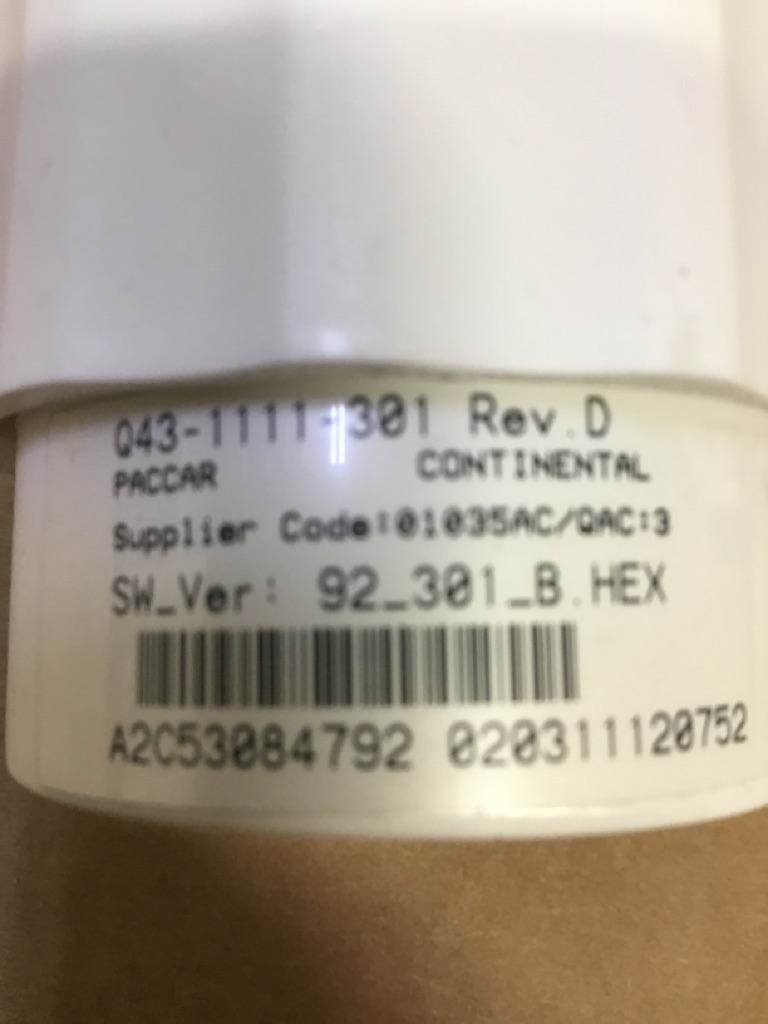 Q43-1111-301 Rev.D
PACCAR CONTINENTAL
Supplier Code:01035AC/QAC:3
SW_Ver: 92_301_B.HEX
A2C53084792 020311120752